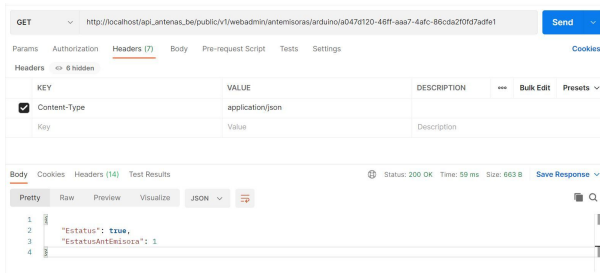 GET http://localhost/api_antenas_be/public/v1/webadmin/antemisoras/arduino/a047d120-46ff-aaa7-4afc-86cda2f0fd7adfe1 Send
Params Authorization Headers (7) Body Pre-request Script Tests Settings Cookies
Headers 6 hidden
KEY VALUE DESCRIPTION ooo Bulk Edit Presets
Content-Type application/json
Key Value Description
Body Cookies Headers (14) Test Results Status: 200 OK Time: 59 ms Size: 663 B Save Response
Pretty Raw Preview Visualize JSON
1 {
2 "Estatus": true,
3 "EstatusAntEmisora": 1
4 }